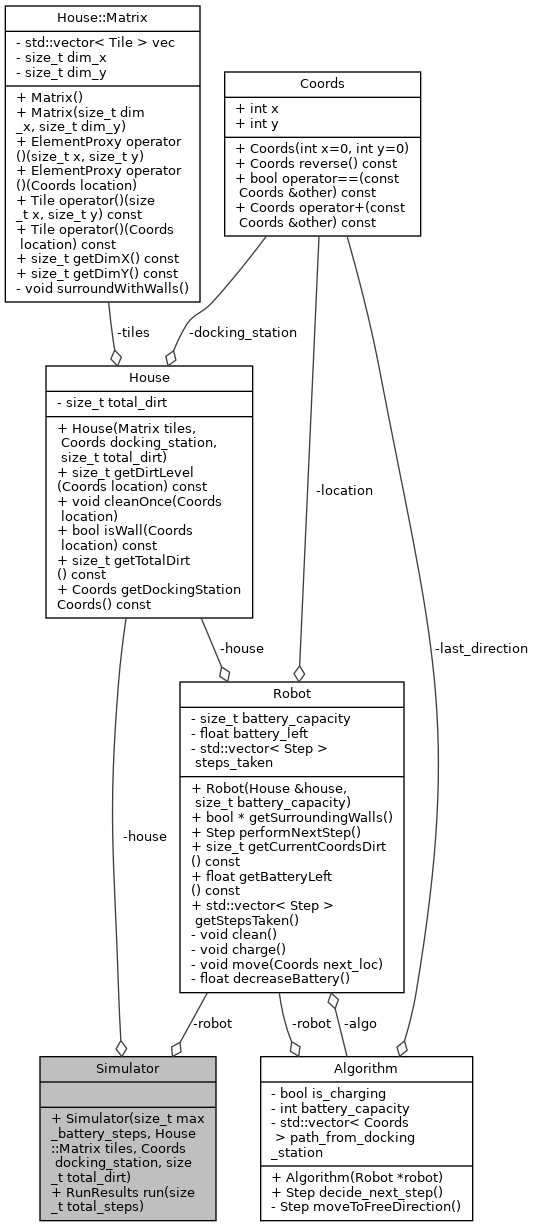 House::Matrix
- std::vector< Tile > vec
- size_t dim_x
- size_t dim_y
+ Matrix()
+ Matrix(size_t dim
_x, size_t dim_y)
+ ElementProxy operator
()(size_t x, size_t y)
+ ElementProxy operator
()(Coords location)
+ Tile operator()(size
_t x, size_t y) const
+ Tile operator()(Coords
location) const
+ size_t getDimX() const
+ size_t getDimY() const
- void surroundWithWalls()
Coords
+ int x
+ int y
+ Coords(int x=0, int y=0)
+ Coords reverse() const
+ bool operator==(const
Coords &other) const
+ Coords operator+(const
Coords &other) const
-tiles
-docking_station
House
- size_t total_dirt
+ House(Matrix tiles,
Coords docking_station,
size_t total_dirt)
+ size_t getDirtLevel
(Coords location) const
+ void cleanOnce(Coords
location)
+ bool isWall(Coords
location) const
+ size_t getTotalDirt
() const
+ Coords getDockingStation
Coords() const
-location
-house
-last_direction
Robot
- size_t battery_capacity
- float battery_left
- std::vector< Step >
steps_taken
+ Robot(House &house,
size_t battery_capacity)
+ bool * getSurroundingWalls()
+ Step performNextStep()
+ size_t getCurrentCoordsDirt
() const
+ float getBatteryLeft
() const
+ std::vector< Step >
getStepsTaken()
- void clean()
- void charge()
- void move(Coords next_loc)
- float decreaseBattery()
-house
-robot
-robot
-algo
Simulator
+ Simulator(size_t max
_battery_steps, House
::Matrix tiles, Coords
docking_station, size
_t total_dirt)
+ RunResults run(size
_t total_steps)
Algorithm
- bool is_charging
- int battery_capacity
- std::vector< Coords
> path_from_docking
_station
+ Algorithm(Robot *robot)
+ Step decide_next_step()
- Step moveToFreeDirection()